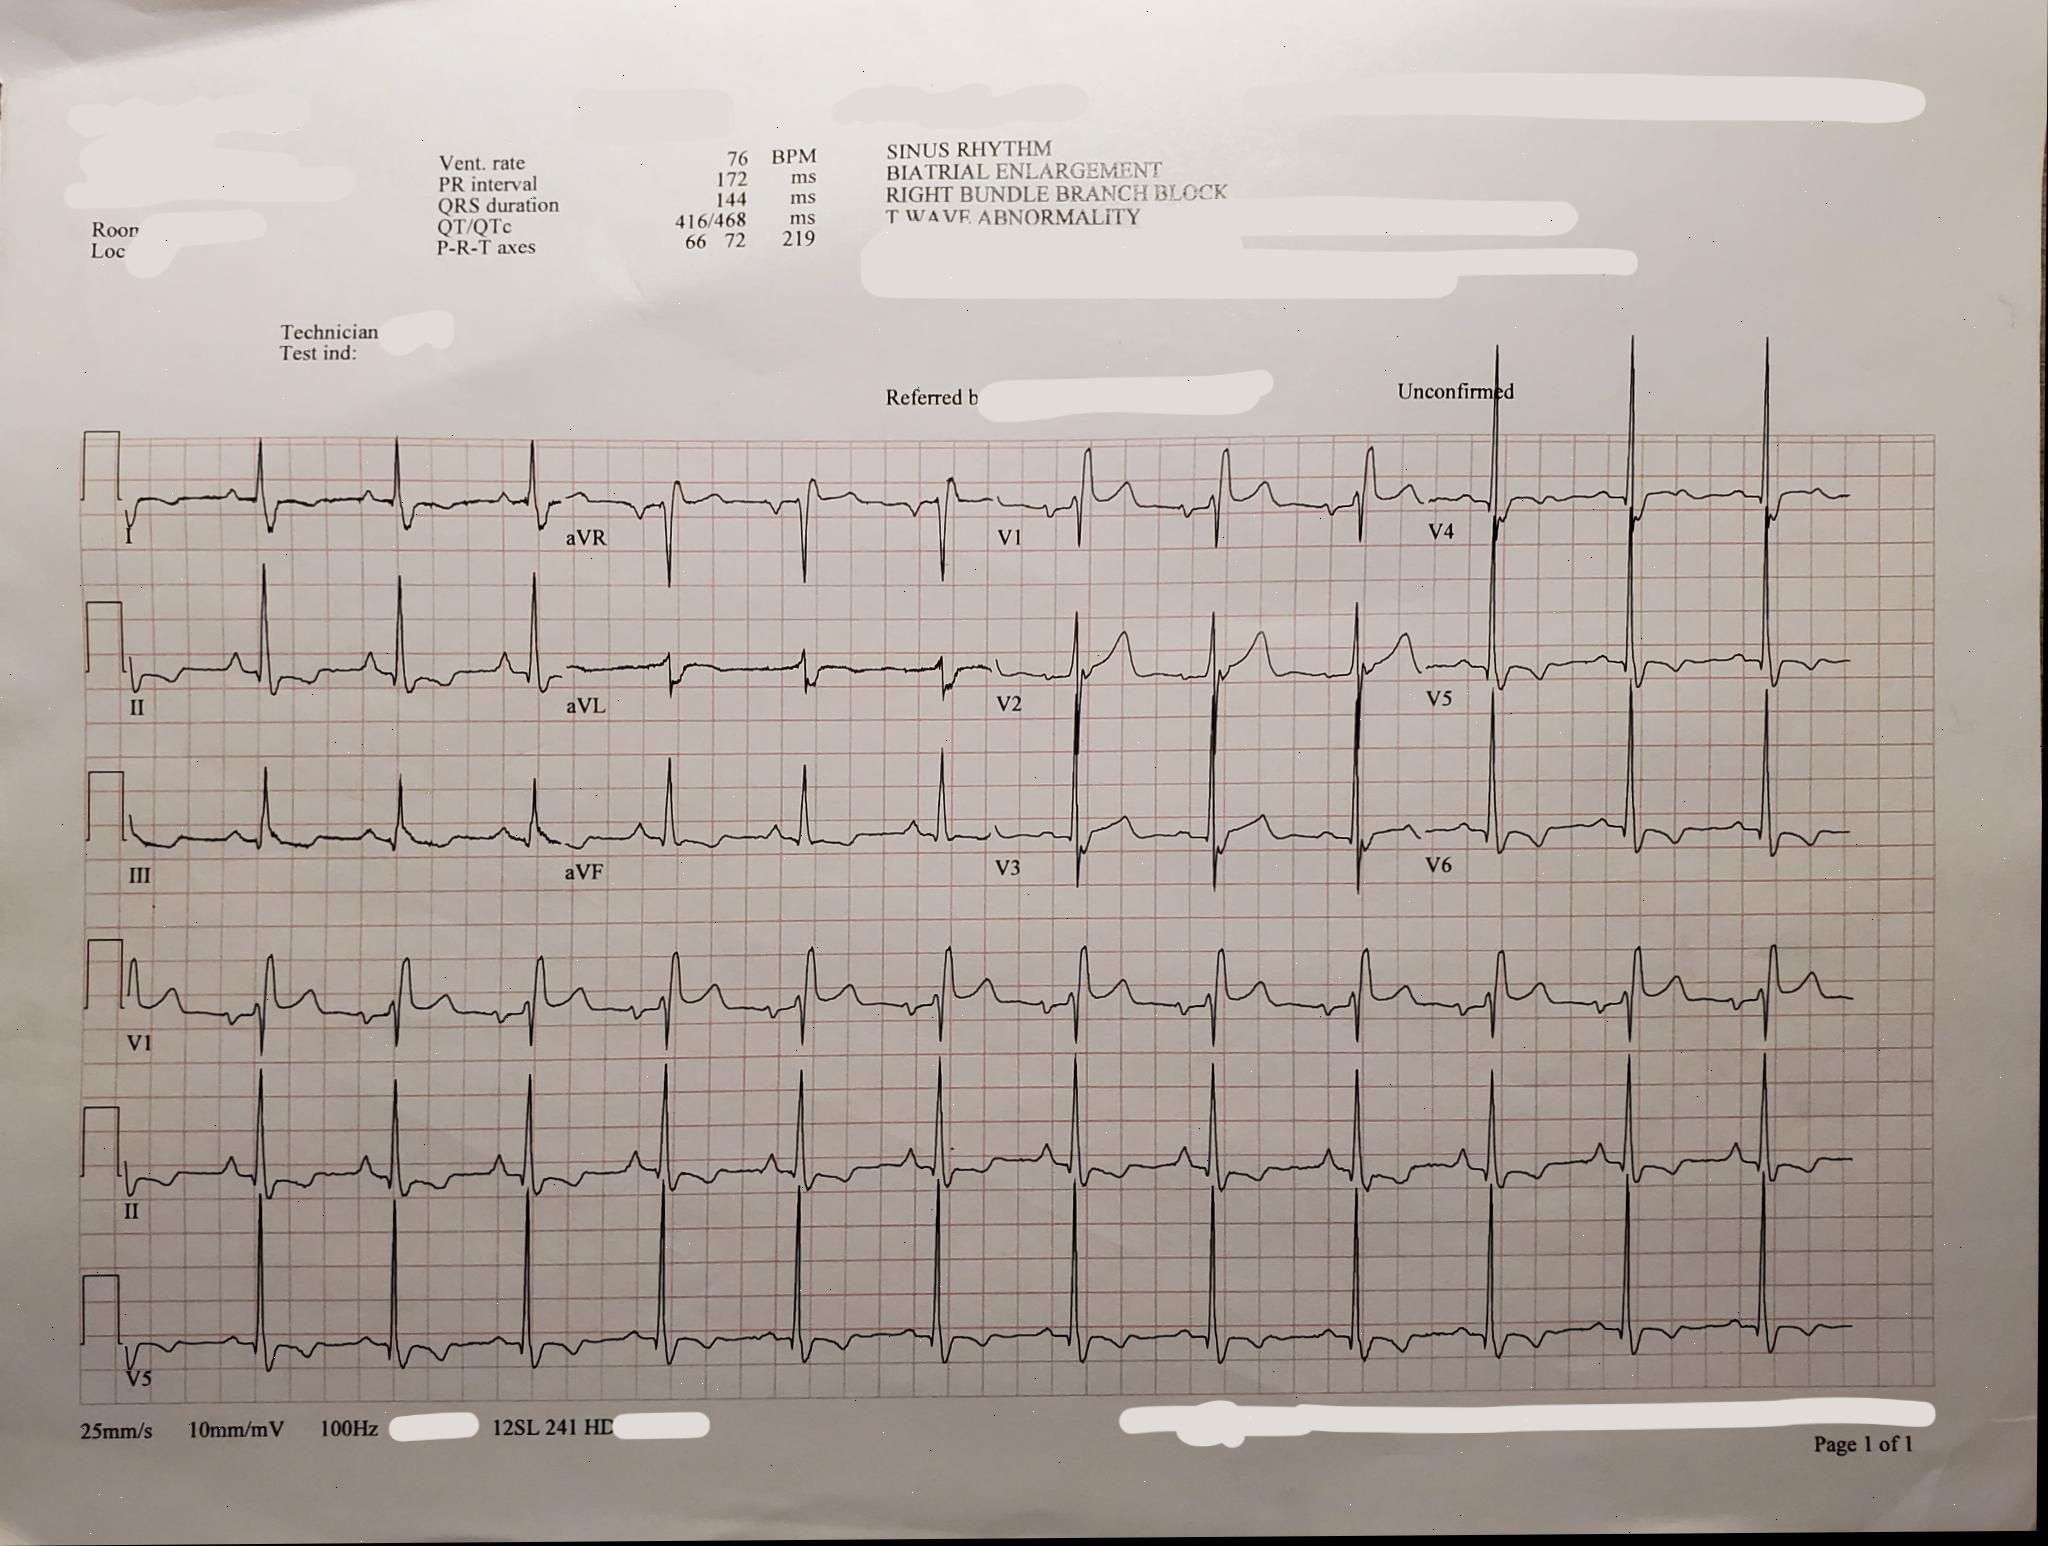 Vent. rate 76 BPM
PR interval 172 ms
QRS duration 144 ms
QT/QTc 416/468 ms
P-R-T axes 66 72 219
SINUS RHYTHM
BIATRIAL ENLARGEMENT
RIGHT BUNDLE BRANCH BLOCK
T WAVE ABNORMALITY
Loc
Technician
Test ind:
Referred b
Unconfirmed
I aVR V1 V4
II aVL V2 V5
III aVF V3 V6
V1
II
V5
25mm/s 10mm/mV 100Hz 12SL 241 HD
Page 1 of 1